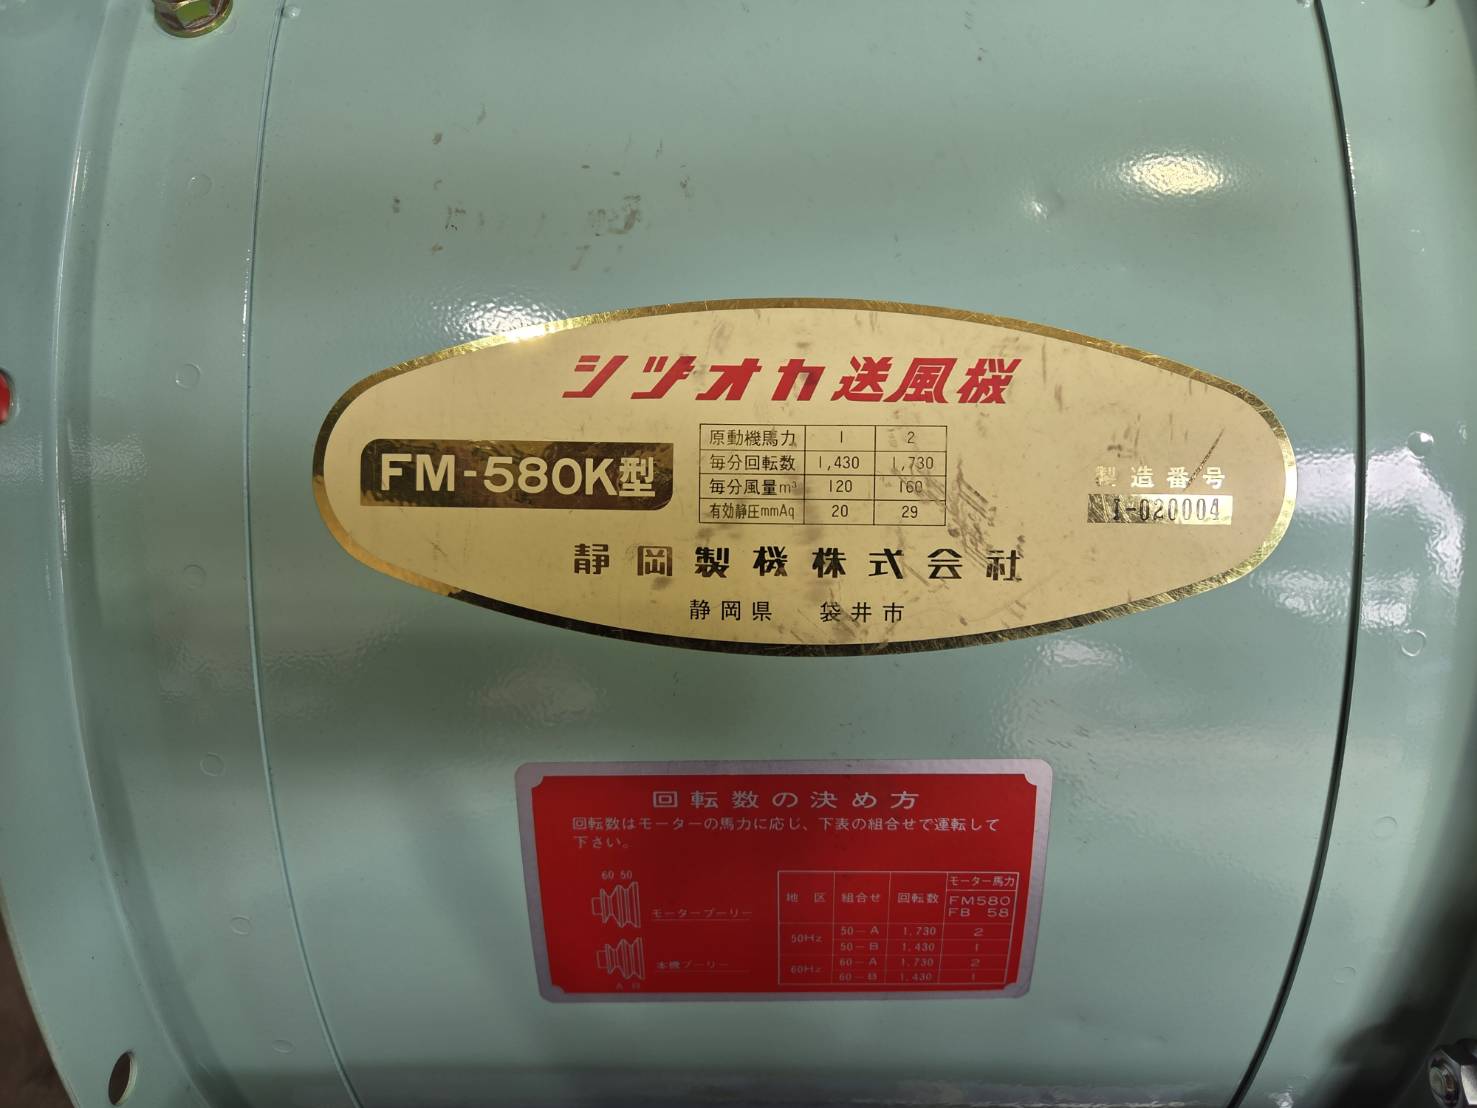 シヅオカ送風機
FM-580K型
原動機馬力 1 2
毎分回転数 1,430 1,730
毎分風量m³ 120 160
有効静圧mmAq 20 29
製造番号
1-020004
静岡製機株式会社
静岡県 袋井市
回転数の決め方
回転数はモーターの馬力に応じ、下表の組合せで運転して
下さい。
60 50
モータープーリー
本機プーリー
A B
地区 組合せ 回転数 モーター馬力
FM580
FB 58
50Hz 50-A 1,730 2
50-B 1,430 1
60Hz 60-A 1,730 2
60-B 1,430 1